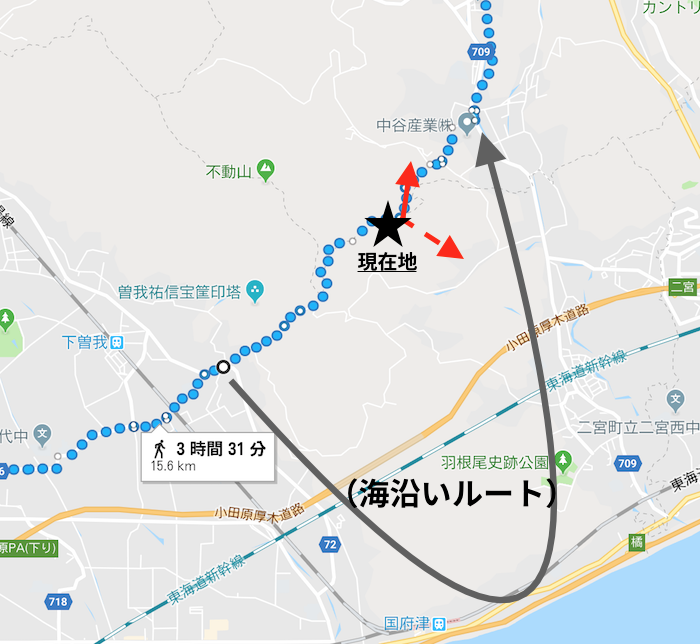 カントリ
709
中谷産業㈱
不動山
現在地
曽我祐信宝筐印塔
二宮
小田原厚木道路
下曽我
東海道新幹線
代中
二宮町立二宮西中
3 時間 31 分
15.6 km
羽根尾史跡公園
709
(海沿いルート)
東海
小田原厚木道路
72
橘
原PA(下り)
東海道新幹線
718
国府津